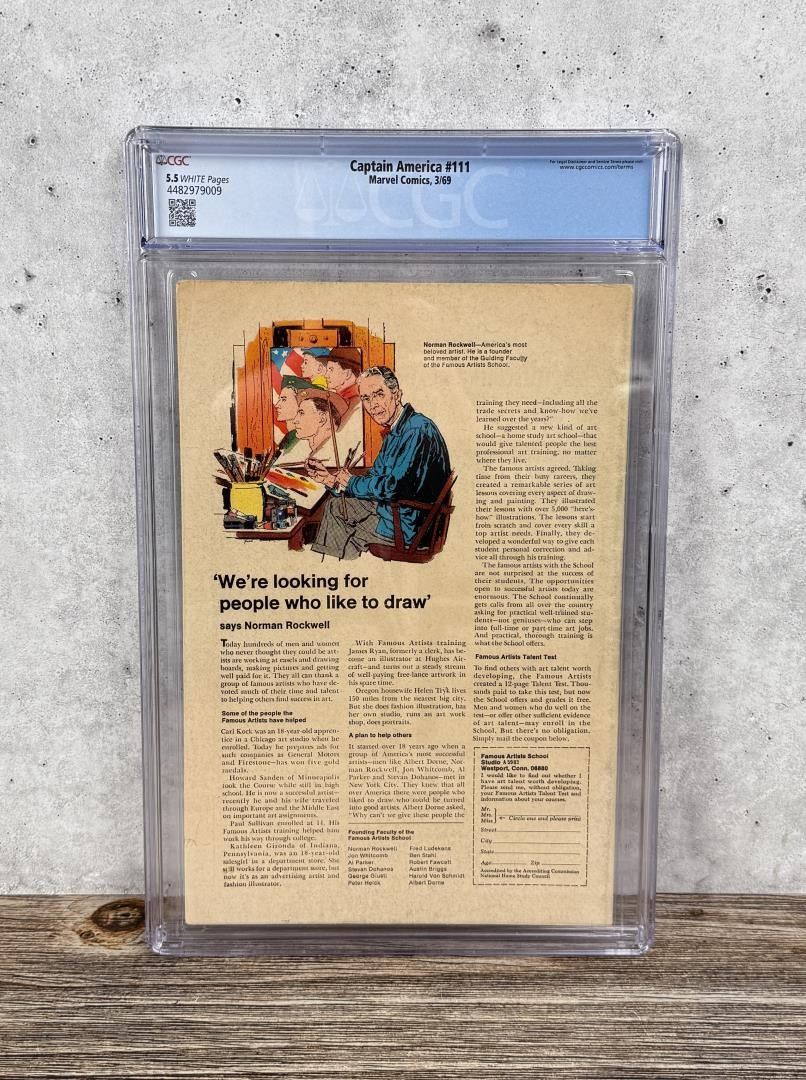 CGC
5.5 WHITE Pages
4482979009
Captain America #111
Marvel Comics, 3/69
For Legal Disclaimer and Service Terms please visit:
www.cgccomics.com/terms
CGC
Norman Rockwell—America's most
beloved artist. He is a founder
and member of the Guiding Faculty
of the Famous Artists School.
'We're looking for
people who like to draw'
says Norman Rockwell
Today hundreds of men and women
who never thought they could be art-
ists are working at easels and drawing
boards, making pictures and getting
well paid for it. They all can thank a
group of famous artists who have de-
voted much of their time and talent
to helping others find success in art.
Some of the people the
Famous Artists have helped
Carl Kock was an 18-year-old appren-
tice in a Chicago art studio when he
enrolled. Today he prepares ads for
such companies as General Motors
and Firestone—has won five gold
medals.
Howard Sanden of Minneapolis
took the Course while still in high
school. He is now a successful artist—
recently he and his wife traveled
through Europe and the Middle East
on important art assignments.
Paul Sullivan enrolled at 11. His
Famous Artists training helped him
work his way through college.
Kathleen Gironda of Indiana,
Pennsylvania, was an 18-year-old
salesgirl in a department store. She
still works for a department store, but
now it's as an advertising artist and
fashion illustrator.
With Famous Artists training
James Ryan, formerly a clerk, has be-
come an illustrator at Hughes Air-
craft—and turns out a steady stream
of well-paying free-lance artwork in
his spare time.
Oregon housewife Helen Tryk lives
150 miles from the nearest big city.
But she does fashion illustration, has
her own studio, runs an art work
shop, does portraits.
A plan to help others
It started over 18 years ago when a
group of America's most successful
artists—men like Albert Dorne, Nor-
man Rockwell, Jon Whitcomb, Al
Parker and Stevan Dohanos—met in
New York City. They knew that all
over America there were people who
liked to draw who could be turned
into good artists. Albert Dorne asked,
"Why can't we give these people the
Founding Faculty of the
Famous Artists School
Norman Rockwell
Jon Whitcomb
Al Parker
Stevan Dohanos
George Giusti
Peter Helck
Fred Ludekens
Ben Stahl
Robert Fawcett
Austin Briggs
Harold Von Schmidt
Albert Dorne
training they need—including all the
trade secrets and know-how we've
learned over the years?"
He suggested a new kind of art
school—a home study art school—that
would give talented people the best
professional art training, no matter
where they live.
The famous artists agreed. Taking
time from their busy careers, they
created a remarkable series of art
lessons covering every aspect of draw-
ing and painting. They illustrated
their lessons with over 5,000 "here's-
how" illustrations. The lessons start
from scratch and cover every skill a
top artist needs. Finally, they de-
veloped a wonderful way to give each
student personal correction and ad-
vice all through his training.
The famous artists with the School
are not surprised at the success of
their students. The opportunities
open to successful artists today are
enormous. The School continually
gets calls from all over the country
asking for practical well-trained stu-
dents—not geniuses—who can step
into full-time or part-time art jobs.
And practical, thorough training is
what the School offers.
Famous Artists Talent Test
To find others with art talent worth
developing, the Famous Artists
created a 12-page Talent Test. Thou-
sands paid to take this test, but now
the School offers and grades it free.
Men and women who do well on the
test—or offer other sufficient evidence
of art talent—may enroll in the
School. But there's no obligation.
Simply mail the coupon below.
Famous Artists School
Studio
Westport, Conn. 06880
I would like to find out whether I
have art talent worth developing.
Please send me, without obligation,
your Famous Artists Talent Test and
information about your courses.
Mr.
Mrs.
Miss
← Circle one and please print
Street
City
State
Age Zip
Accredited by the Accrediting Commission
National Home Study Council